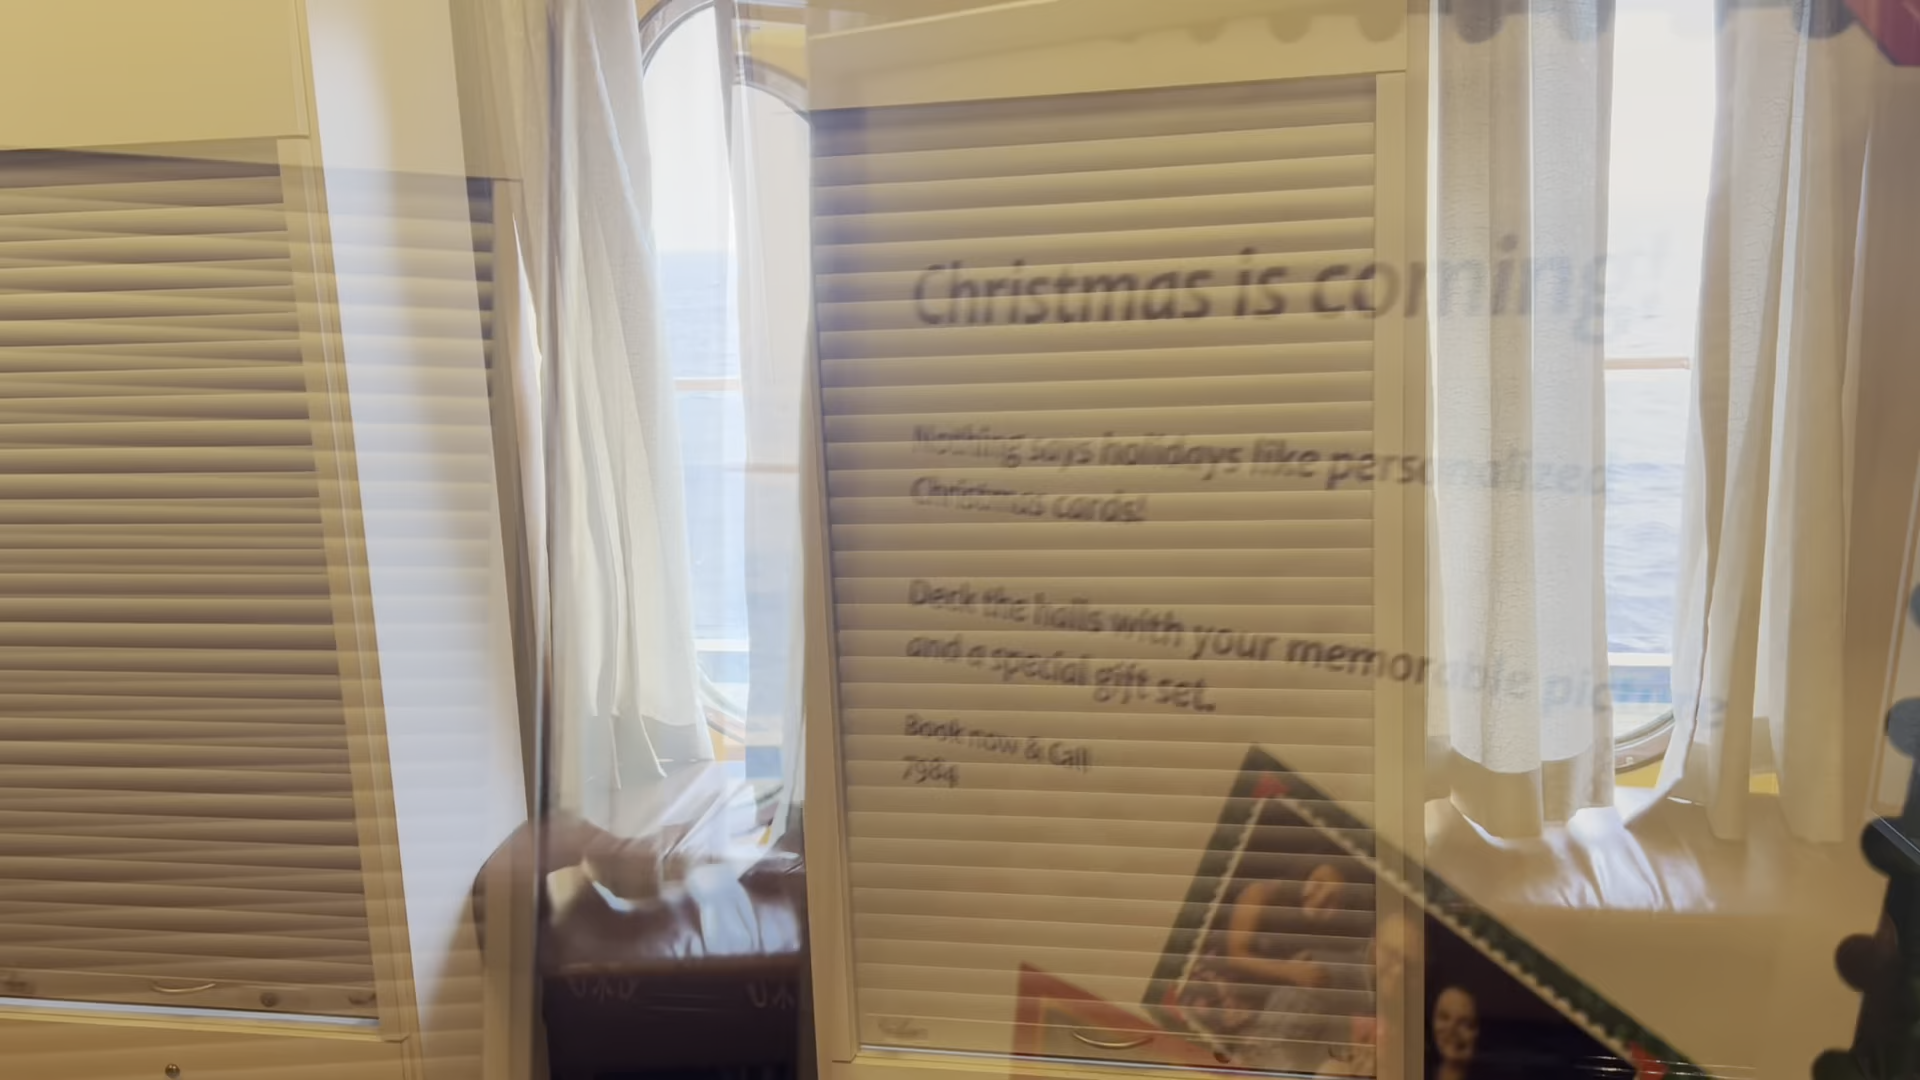 Christmas is coming!
Nothing says holidays like personalized
Christmas cards!
Deck the halls with your memorable picture
and a special gift set.
Book now & Call
7984